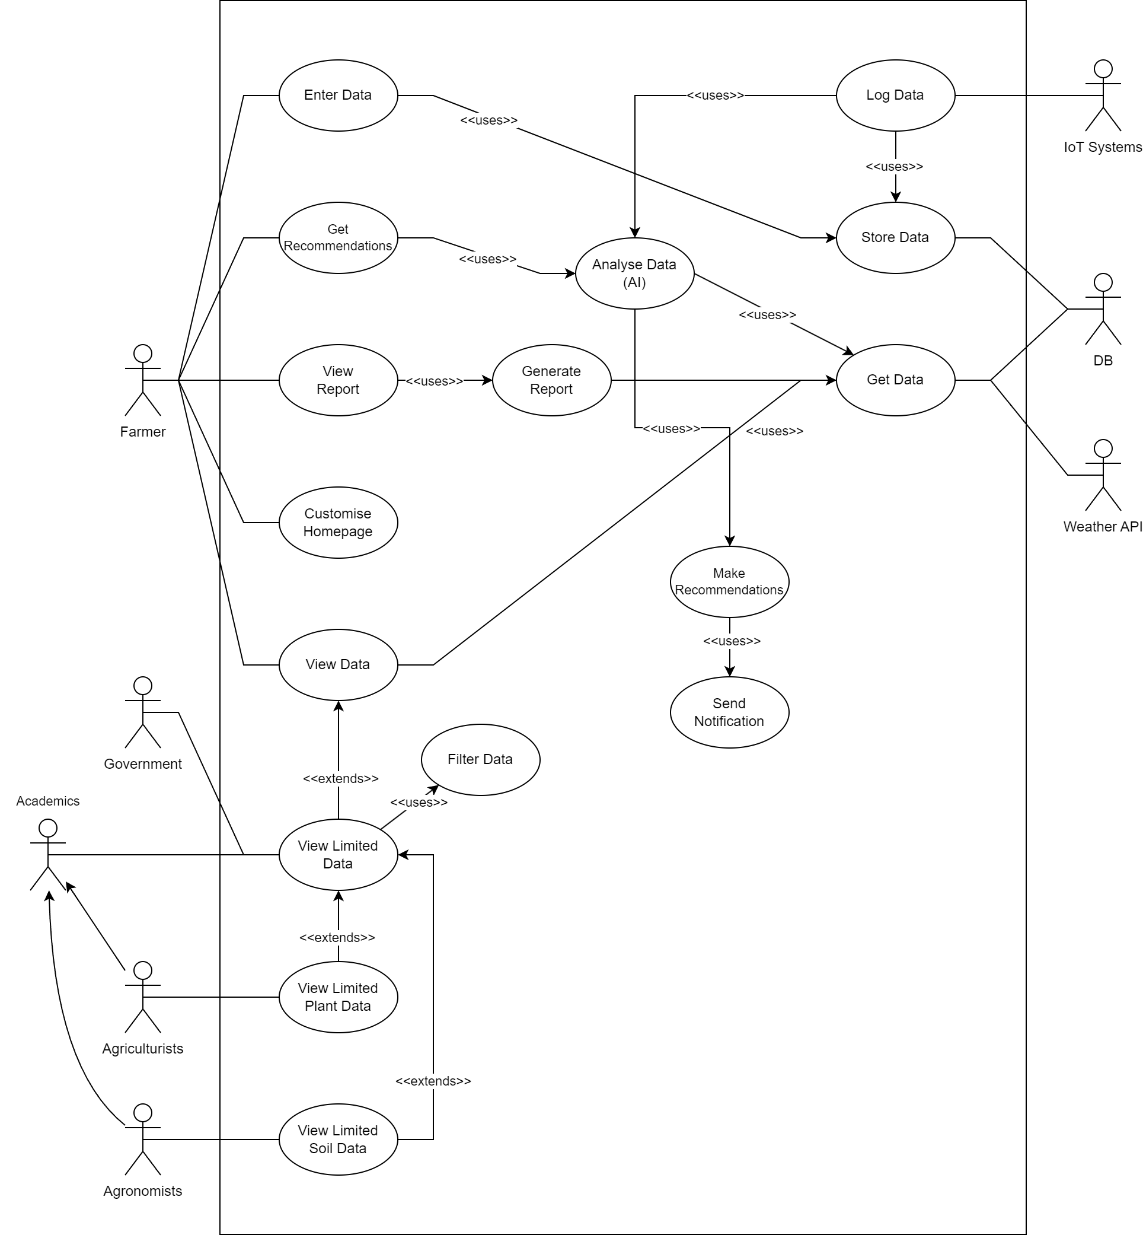 Enter Data
<<uses>>
Log Data
<<uses>>
IoT Systems
<<uses>>
Get
Recommendations
<<uses>>
Analyse Data
(AI)
Store Data
<<uses>>
DB
View
Report
<<uses>>
Generate
Report
Get Data
Farmer
<<uses>>
<<uses>>
Customise
Homepage
Weather API
Make
Recommendations
<<uses>>
View Data
Send
Notification
Government
Filter Data
<<extends>>
<<uses>>
Academics
View Limited
Data
<<extends>>
View Limited
Plant Data
Agriculturists
<<extends>>
View Limited
Soil Data
Agronomists